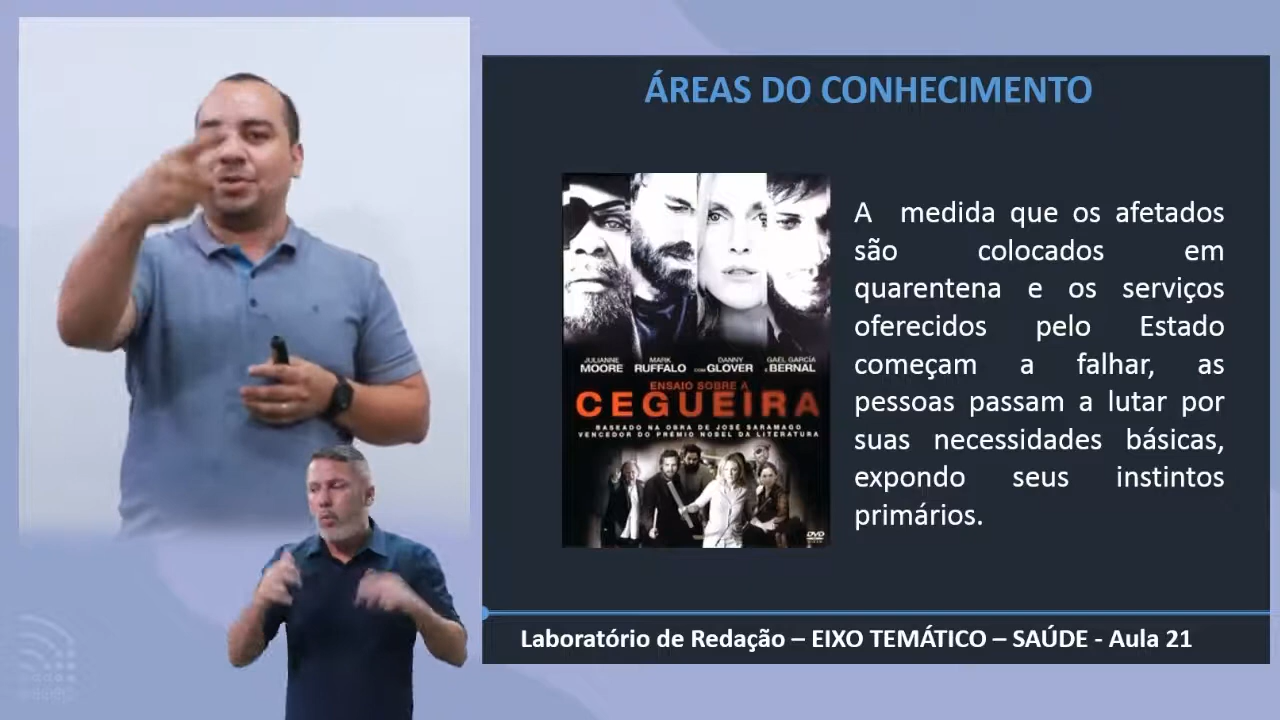 ÁREAS DO CONHECIMENTO
JULIANNE MOORE MARK RUFFALO COM DANNY GLOVER E GAEL GARCÍA BERNAL
ENSAIO SOBRE A
CEGUEIRA
BASEADO NA OBRA DE JOSÉ SARAMAGO
VENCEDOR DO PRÊMIO NOBEL DA LITERATURA
DVD
A medida que os afetados
são colocados em
quarentena e os serviços
oferecidos pelo Estado
começam a falhar, as
pessoas passam a lutar por
suas necessidades básicas,
expondo seus instintos
primários.
Laboratório de Redação – EIXO TEMÁTICO – SAÚDE - Aula 21